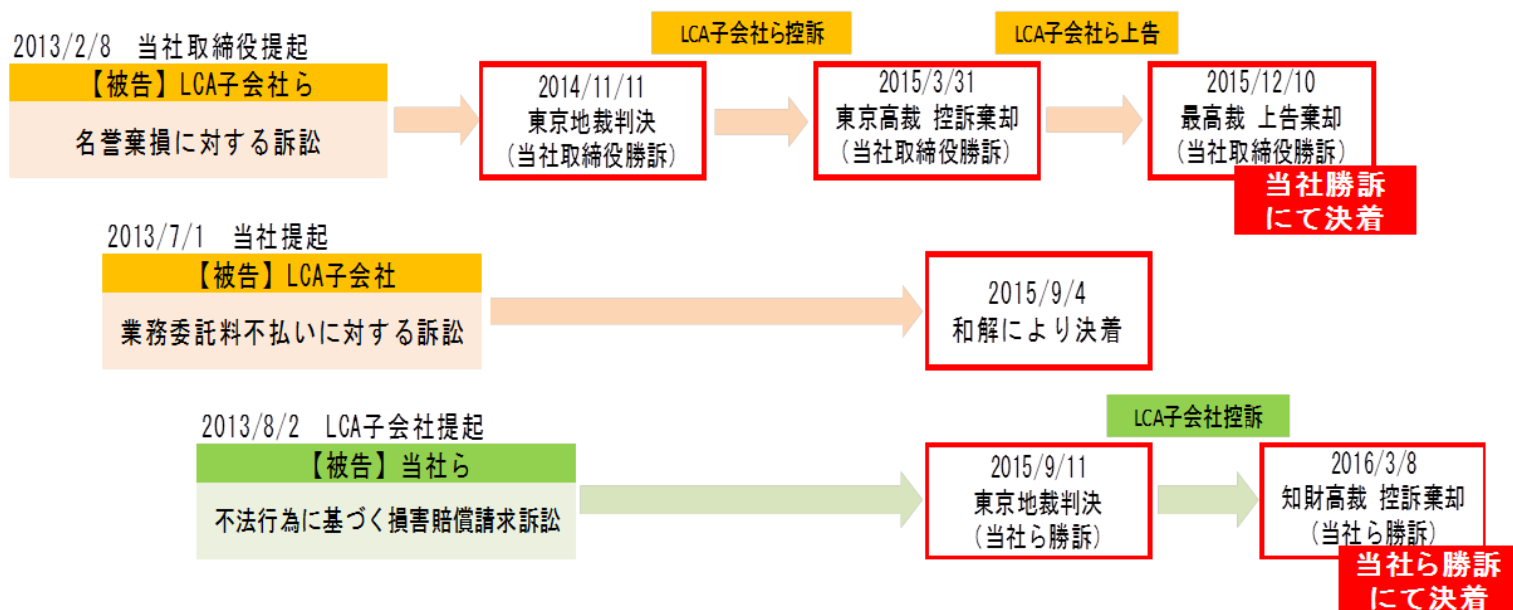 2013/2/8 当社取締役提起
【被告】LCA子会社ら
名誉棄損に対する訴訟
2014/11/11
東京地裁判決
(当社取締役勝訴)
LCA子会社ら控訴
2015/3/31
東京高裁 控訴棄却
(当社取締役勝訴)
LCA子会社ら上告
2015/12/10
最高裁 上告棄却
(当社取締役勝訴)
当社勝訴
にて決着
2013/7/1 当社提起
【被告】LCA子会社
業務委託料不払いに対する訴訟
2015/9/4
和解により決着
2013/8/2 LCA子会社提起
【被告】当社ら
不法行為に基づく損害賠償請求訴訟
2015/9/11
東京地裁判決
(当社ら勝訴)
LCA子会社控訴
2016/3/8
知財高裁 控訴棄却
(当社ら勝訴)
当社ら勝訴
にて決着